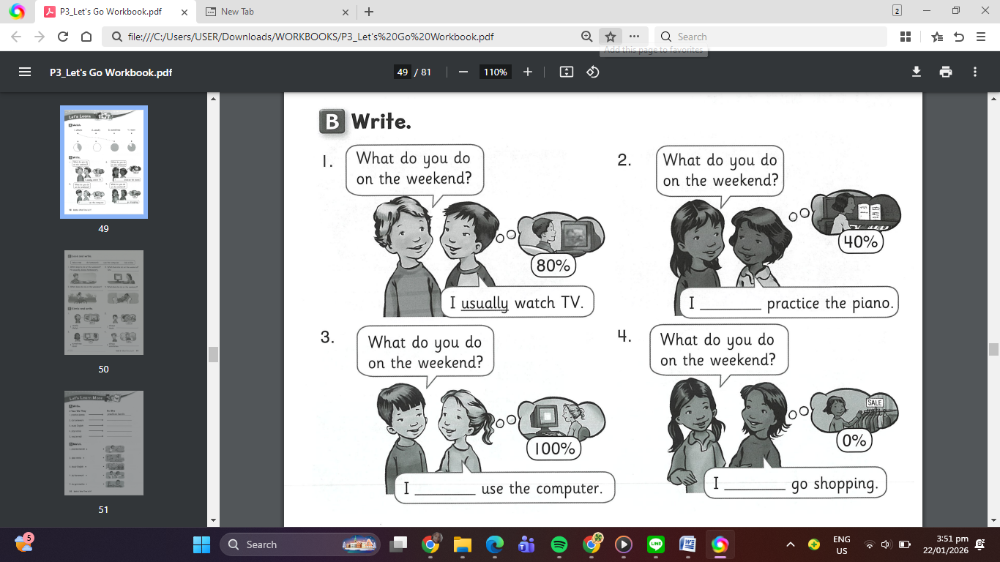 P3_Let's Go Workbook.pdf
New Tab
2
file:///C:/Users/USER/Downloads/WORKBOOKS/P3_Let's%20Go%20Workbook.pdf
Search
Add this page to favorites
P3_Let's Go Workbook.pdf
49 / 81
110%
49
50
51
B Write.
1.
What do you do
on the weekend?
80%
I usually watch TV.
2.
What do you do
on the weekend?
40%
I ________ practice the piano.
3.
What do you do
on the weekend?
100%
I ________ use the computer.
4.
What do you do
on the weekend?
SALE
0%
I ________ go shopping.
5
Search
ENG
US
3:51 pm
22/01/2026